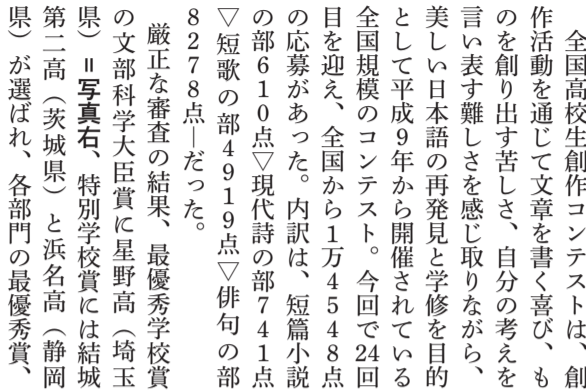 全国高校生創作コンテストは、創
作活動を通じて文章を書く喜び、も
のを創り出す苦しさ、自分の考えを
言い表す難しさを感じ取りながら、
美しい日本語の再発見と学修を目的
として平成9年から開催されている
全国規模のコンテスト。今回で24回
目を迎え、全国から1万4548点
の応募があった。内訳は、短篇小説
の部610点▽現代詩の部741点
▽短歌の部4919点▽俳句の部
8278点―だった。
　厳正な審査の結果、最優秀学校賞
の文部科学大臣賞に星野高（埼玉
県）＝写真右、特別学校賞には結城
第二高（茨城県）と浜名高（静岡
県）が選ばれ、各部門の最優秀賞、